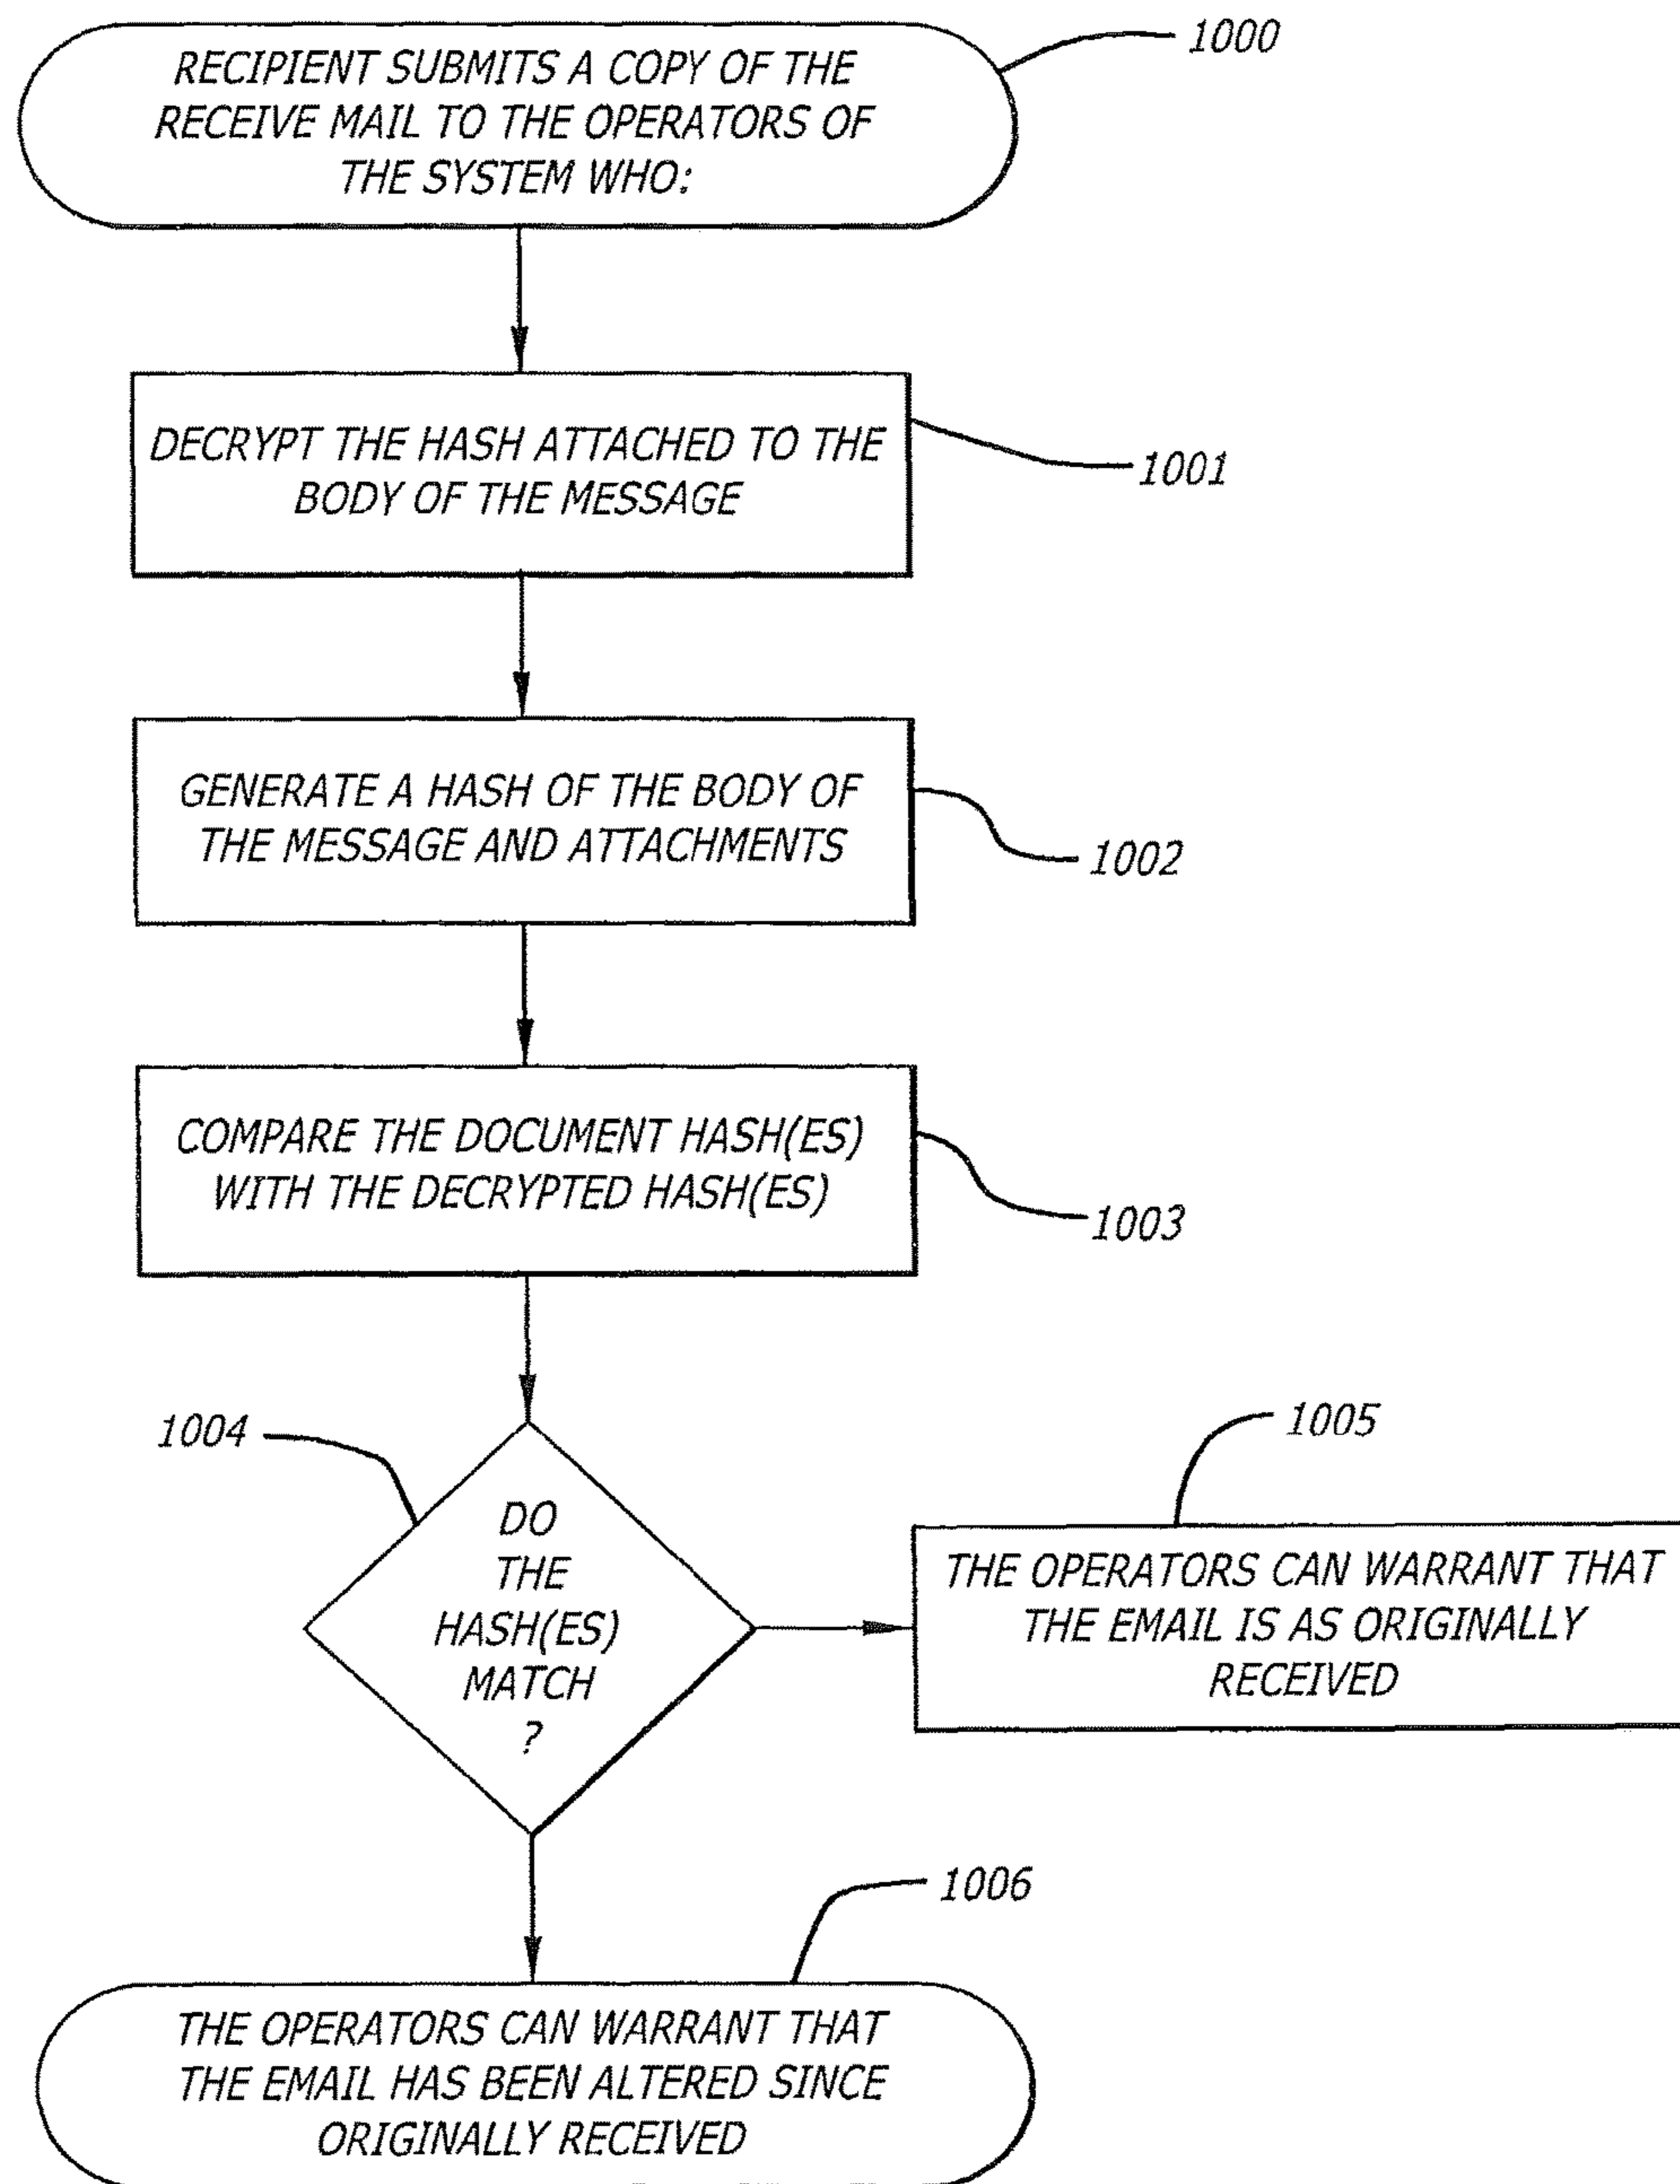 1000
RECIPIENT SUBMITS A COPY OF THE
RECEIVE MAIL TO THE OPERATORS OF
THE SYSTEM WHO:
DECRYPT THE HASH ATTACHED TO THE
BODY OF THE MESSAGE
1001
GENERATE A HASH OF THE BODY OF
THE MESSAGE AND ATTACHMENTS
1002
COMPARE THE DOCUMENT HASH(ES)
WITH THE DECRYPTED HASH(ES)
1003
1004
DO
THE
HASH(ES)
MATCH
?
1005
THE OPERATORS CAN WARRANT THAT
THE EMAIL IS AS ORIGINALLY
RECEIVED
1006
THE OPERATORS CAN WARRANT THAT
THE EMAIL HAS BEEN ALTERED SINCE
ORIGINALLY RECEIVED